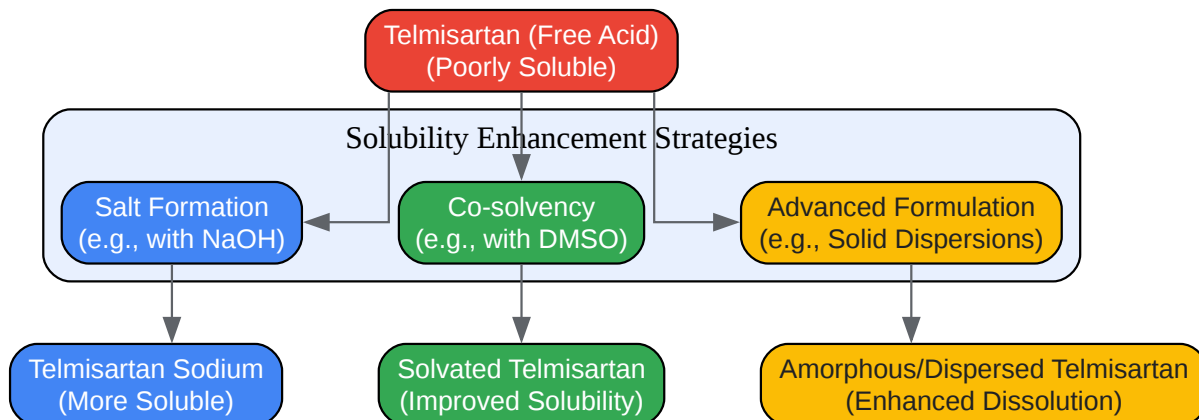 Telmisartan (Free Acid)
(Poorly Soluble)
Solubility Enhancement Strategies
Salt Formation
(e.g., with NaOH)
Co-solvency
(e.g., with DMSO)
Advanced Formulation
(e.g., Solid Dispersions)
Telmisartan Sodium
(More Soluble)
Solvated Telmisartan
(Improved Solubility)
Amorphous/Dispersed Telmisartan
(Enhanced Dissolution)